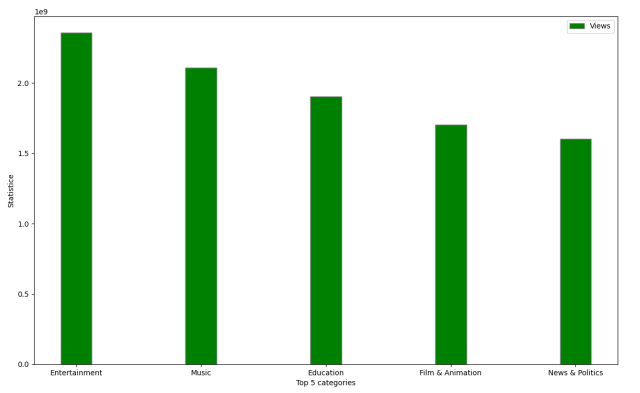 1e9
Views
2.0
1.5
1.0
0.5
0.0
Statistice
Entertainment Music Education Film & Animation News & Politics
Top 5 categories